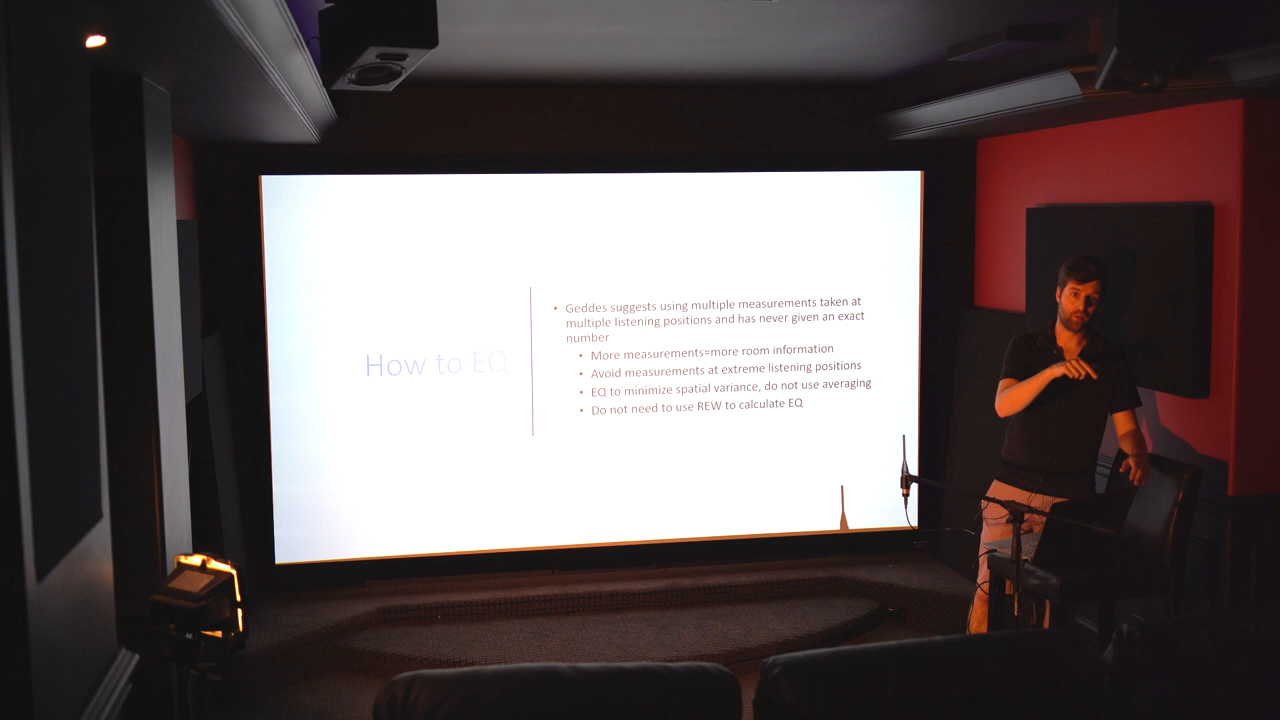 How to EQ
• Geddes suggests using multiple measurements taken at
multiple listening positions and has never given an exact
number
• More measurements=more room information
• Avoid measurements at extreme listening positions
• EQ to minimize spatial variance, do not use averaging
• Do not need to use REW to calculate EQ